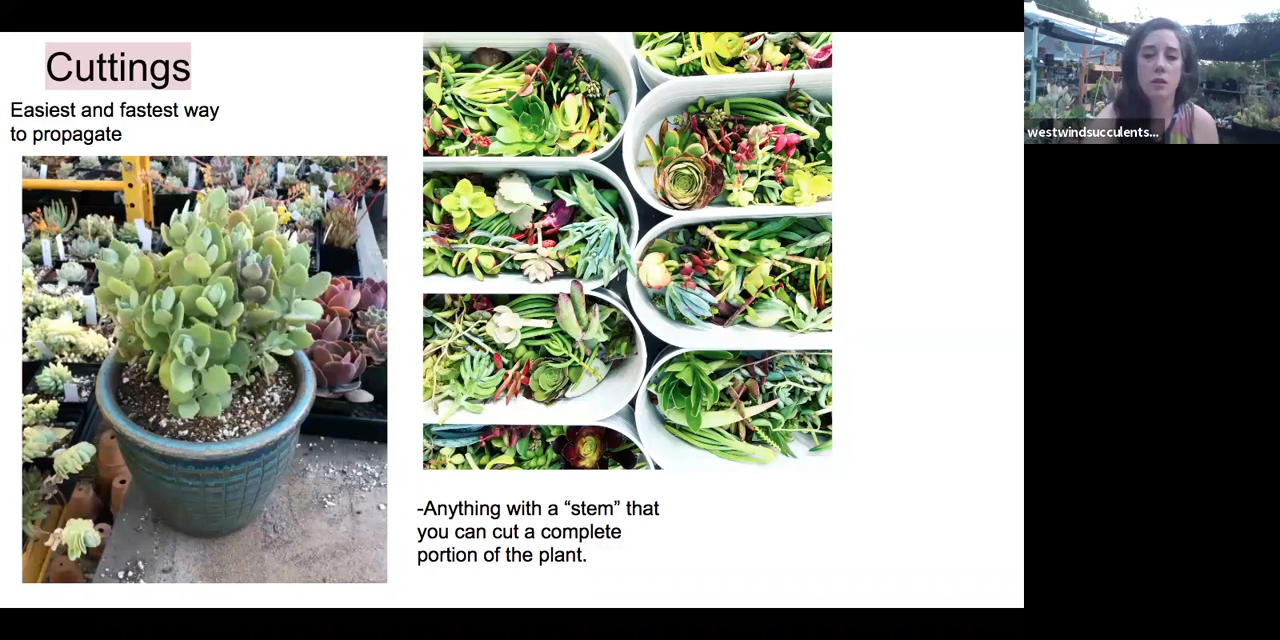 Cuttings
Easiest and fastest way
to propagate
westwindsucculents...
-Anything with a “stem” that
you can cut a complete
portion of the plant.